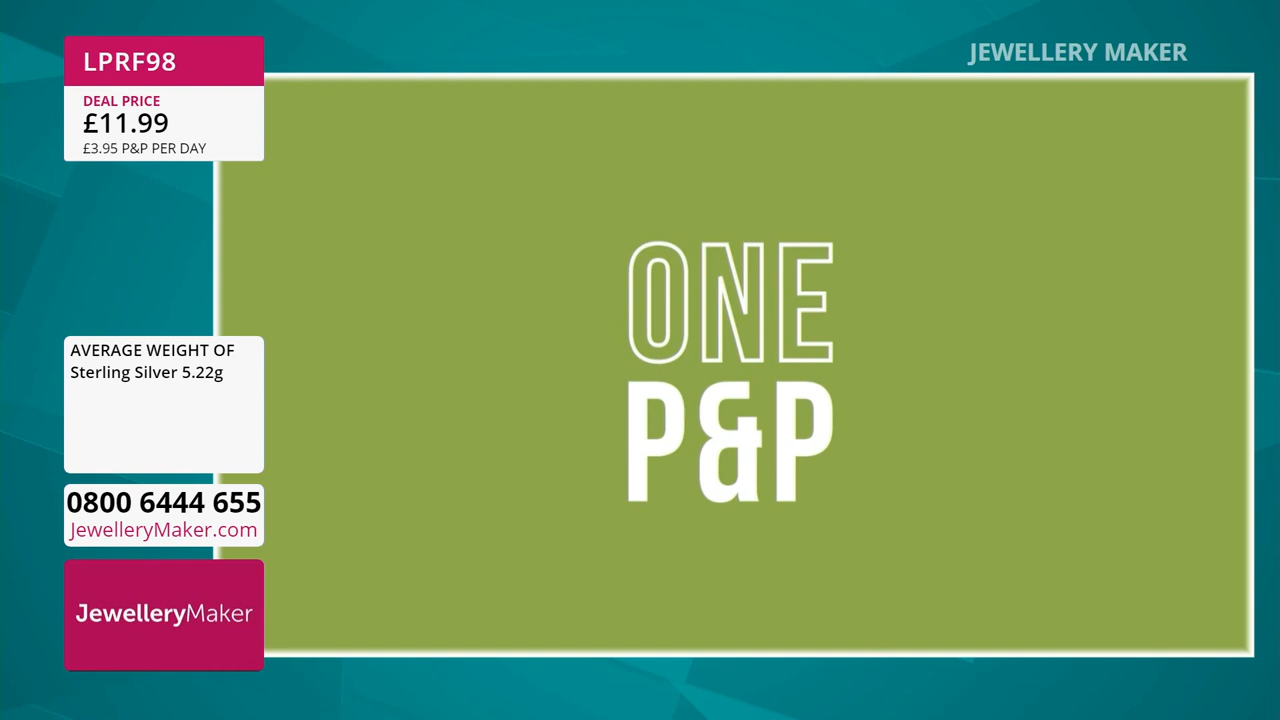 LPRF98
DEAL PRICE
£11.99
£3.95 P&P PER DAY
JEWELLERY MAKER
ONE
P&P
AVERAGE WEIGHT OF
Sterling Silver 5.22g
0800 6444 655
JewelleryMaker.com
JewelleryMaker